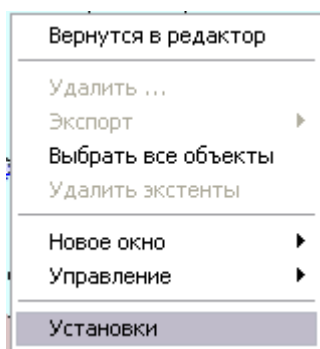 Вернутся в редактор
Удалить ...
Экспорт
Выбрать все объекты
Удалить экстенты
Новое окно
Управление
Установки